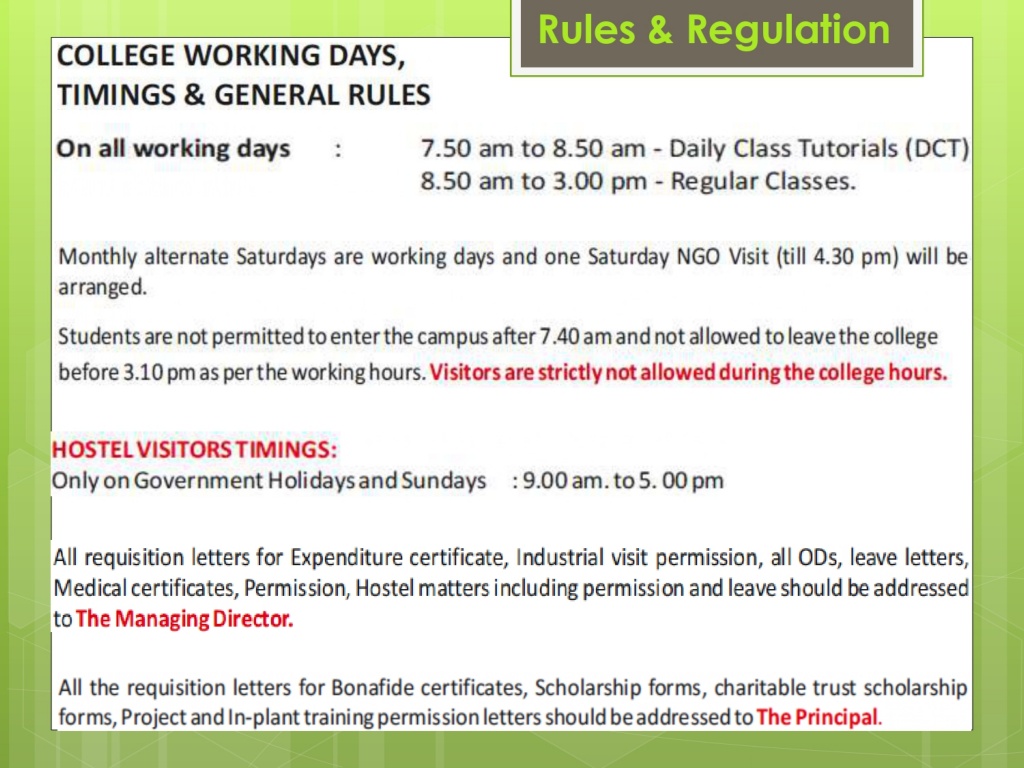 Rules & Regulation
COLLEGE WORKING DAYS,
TIMINGS & GENERAL RULES
On all working days : 7.50 am to 8.50 am - Daily Class Tutorials (DCT)
8.50 am to 3.00 pm - Regular Classes.
Monthly alternate Saturdays are working days and one Saturday NGO Visit (till 4.30 pm) will be
arranged.
Students are not permitted to enter the campus after 7.40 am and not allowed to leave the college
before 3.10 pm as per the working hours. Visitors are strictly not allowed during the college hours.
HOSTEL VISITORS TIMINGS:
Only on Government Holidays and Sundays : 9.00 am. to 5. 00 pm
All requisition letters for Expenditure certificate, Industrial visit permission, all ODs, leave letters,
Medical certificates, Permission, Hostel matters including permission and leave should be addressed
to The Managing Director.
All the requisition letters for Bonafide certificates, Scholarship forms, charitable trust scholarship
forms, Project and In-plant training permission letters should be addressed to The Principal.